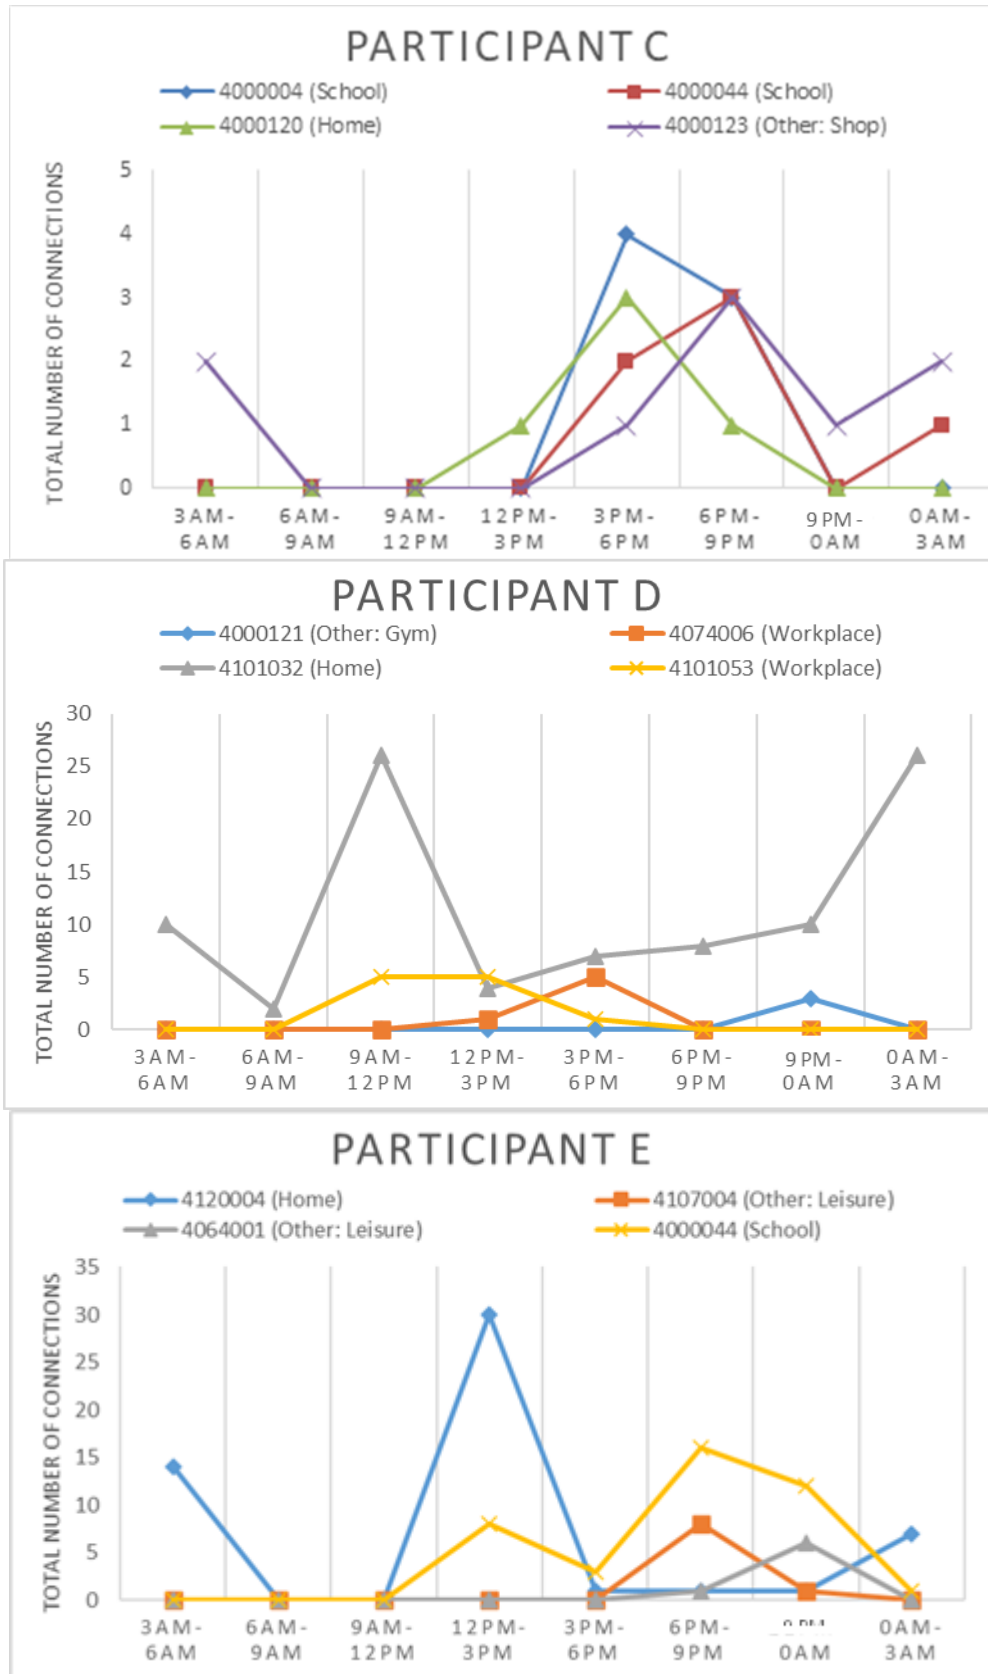 PARTICIPANT C
4000004 (School) 4000044 (School)
4000120 (Home) 4000123 (Other: Shop)
TOTAL NUMBER OF CONNECTIONS
5
4
3
2
1
0
3 AM- 6 AM- 9 AM- 12 PM- 3 PM- 6 PM- 9 PM- 0 AM-
6 AM 9 AM 12 PM 3 PM 6 PM 9 PM 0 AM 3 AM
PARTICIPANT D
4000121 (Other: Gym) 4074006 (Workplace)
4101032 (Home) 4101053 (Workplace)
TOTAL NUMBER OF CONNECTIONS
30
25
20
15
10
5
0
3 AM- 6 AM- 9 AM- 12 PM- 3 PM- 6 PM- 9 PM- 0 AM-
6 AM 9 AM 12 PM 3 PM 6 PM 9 PM 0 AM 3 AM
PARTICIPANT E
4120004 (Home) 4107004 (Other: Leisure)
4064001 (Other: Leisure) 4000044 (School)
TOTAL NUMBER OF CONNECTIONS
35
30
25
20
15
10
5
0
3 AM- 6 AM- 9 AM- 12 PM- 3 PM- 6 PM- 0 AM-
6 AM 9 AM 12 PM 3 PM 6 PM 9 PM 0 AM 3 AM